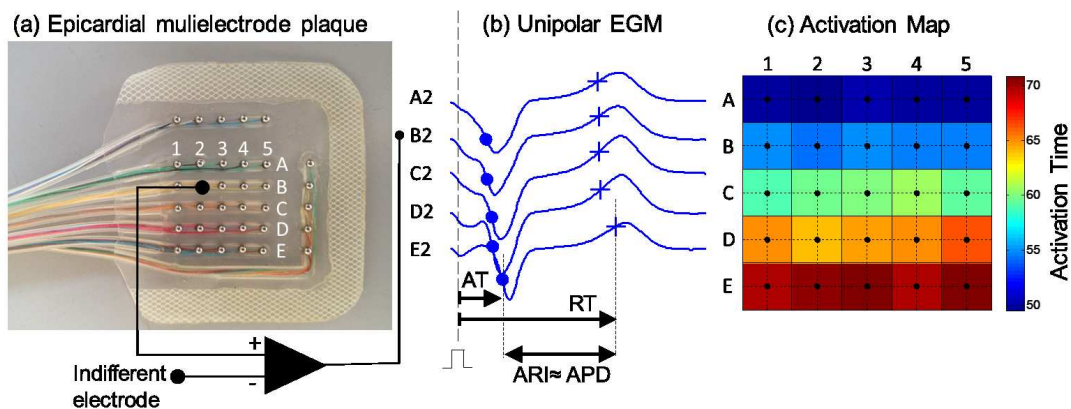 (a) Epicardial mulielectrode plaque
(b) Unipolar EGM
(c) Activation Map
1 2 3 4 5
A
B
C
D
E
+
-
Indifferent
electrode
A2
B2
C2
D2
E2
AT
RT
ARI≈ APD
1 2 3 4 5
A
B
C
D
E
70
65
60
55
50
Activation Time